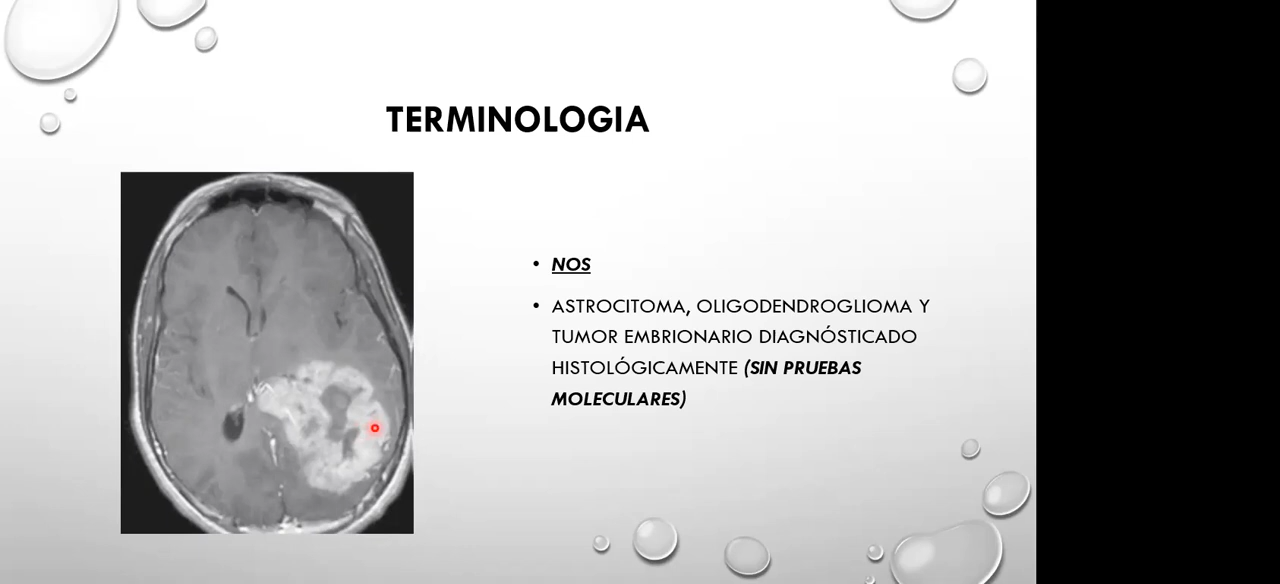 TERMINOLOGIA
• NOS
• ASTROCITOMA, OLIGODENDROGLIOMA Y
TUMOR EMBRIONARIO DIAGNÓSTICADO
HISTOLÓGICAMENTE (SIN PRUEBAS
MOLECULARES)